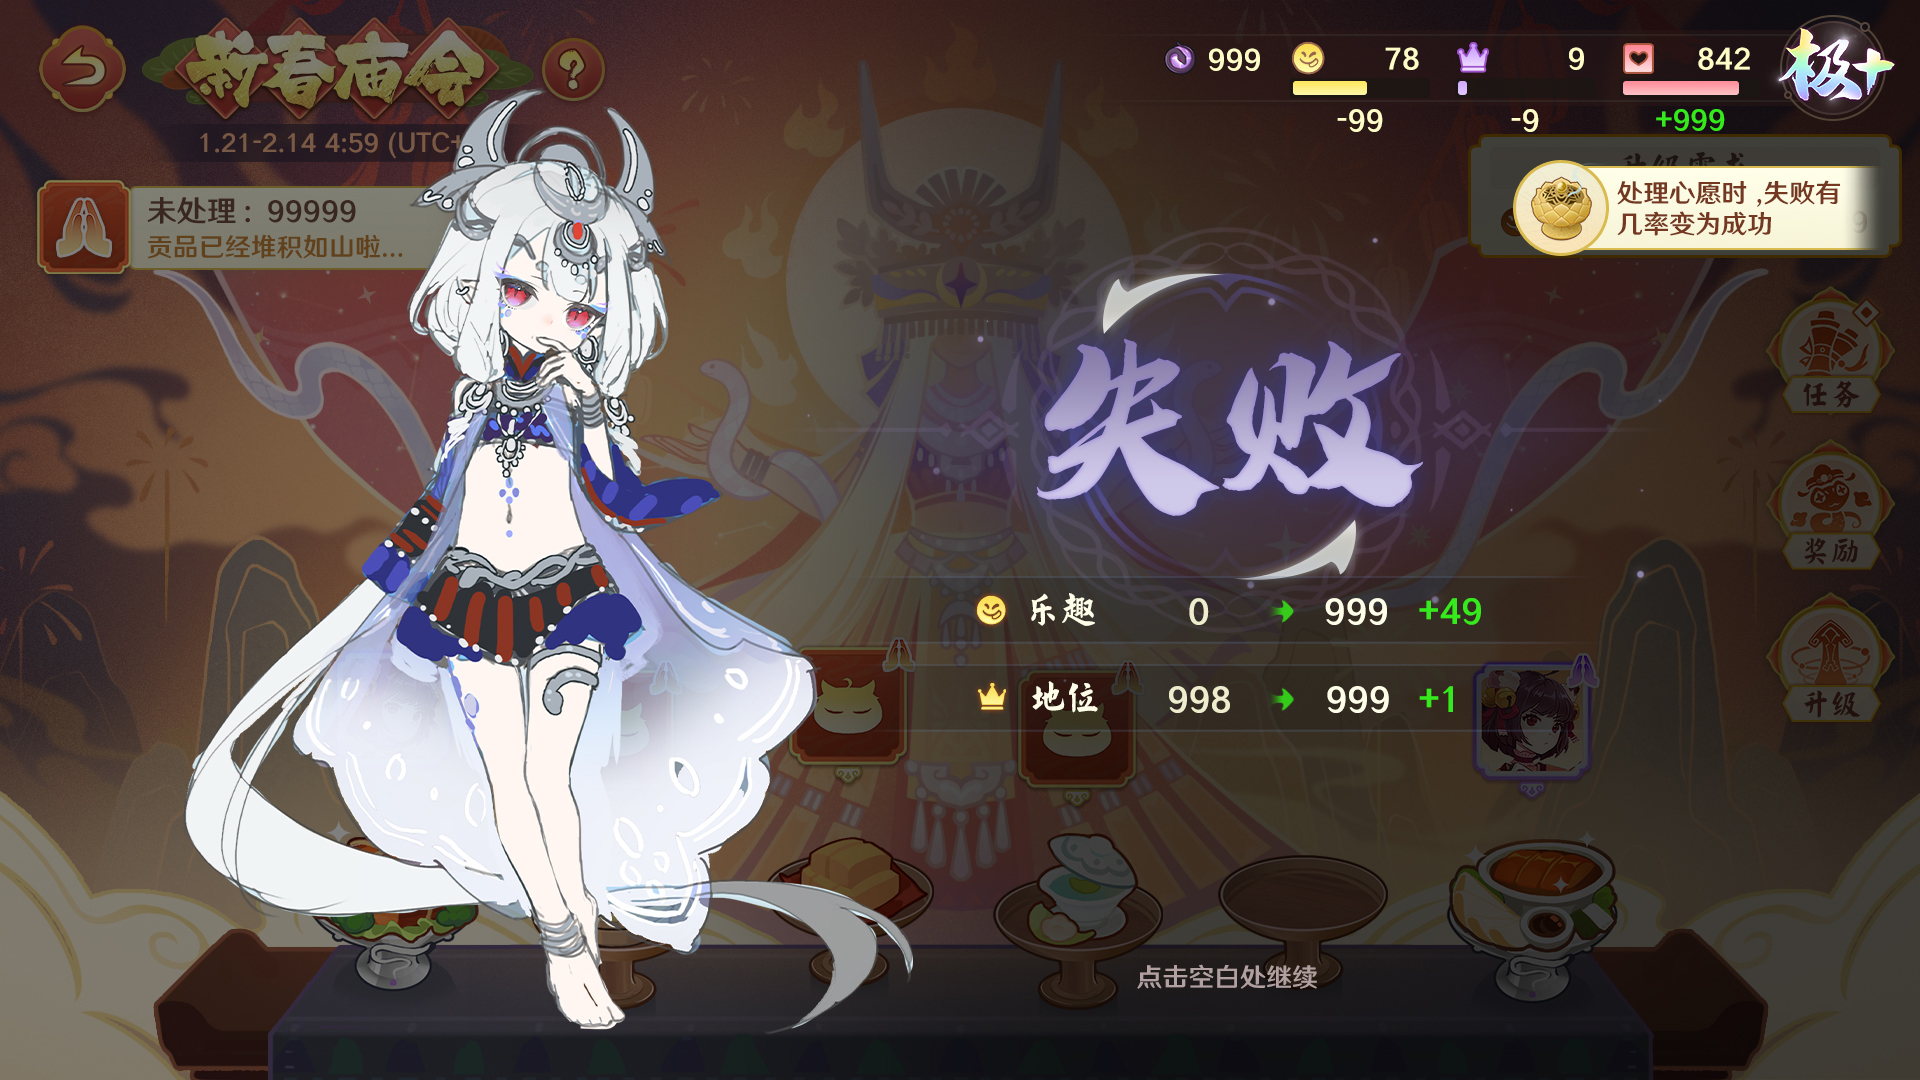 新春庙会
?
1.21-2.14 4:59 (UTC+
未处理：99999
贡品已经堆积如山啦...
999
78
9
842
极+
-99
-9
+999
处理心愿时 ,失败有
几率变为成功
9
失败
任务
奖励
升级
乐趣 0 999 +49
地位 998 999 +1
点击空白处继续